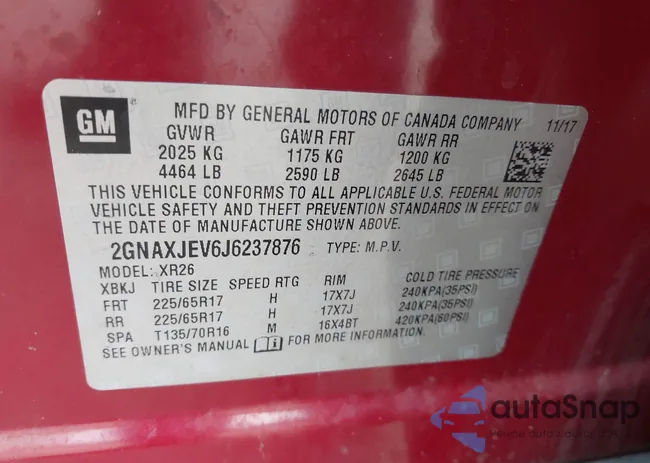 GM
MFD BY GENERAL MOTORS OF CANADA COMPANY 11/17
GVWR GAWR FRT GAWR RR
2025 KG 1175 KG 1200 KG
4464 LB 2590 LB 2645 LB
THIS VEHICLE CONFORMS TO ALL APPLICABLE U.S. FEDERAL MOTOR
VEHICLE SAFETY AND THEFT PREVENTION STANDARDS IN EFFECT ON
THE DATE OF MANUFACTURE SHOWN ABOVE.
2GNAXJEV6J6237876 TYPE: M.P.V.
MODEL: XR26
XBKJ TIRE SIZE SPEED RTG RIM COLD TIRE PRESSURE
FRT 225/65R17 H 17X7J 240KPA(35PSI)
RR 225/65R17 H 17X7J 240KPA(35PSI)
SPA T135/70R16 M 16X4BT 420KPA(60PSI)
SEE OWNER'S MANUAL FOR MORE INFORMATION.
autoSnap